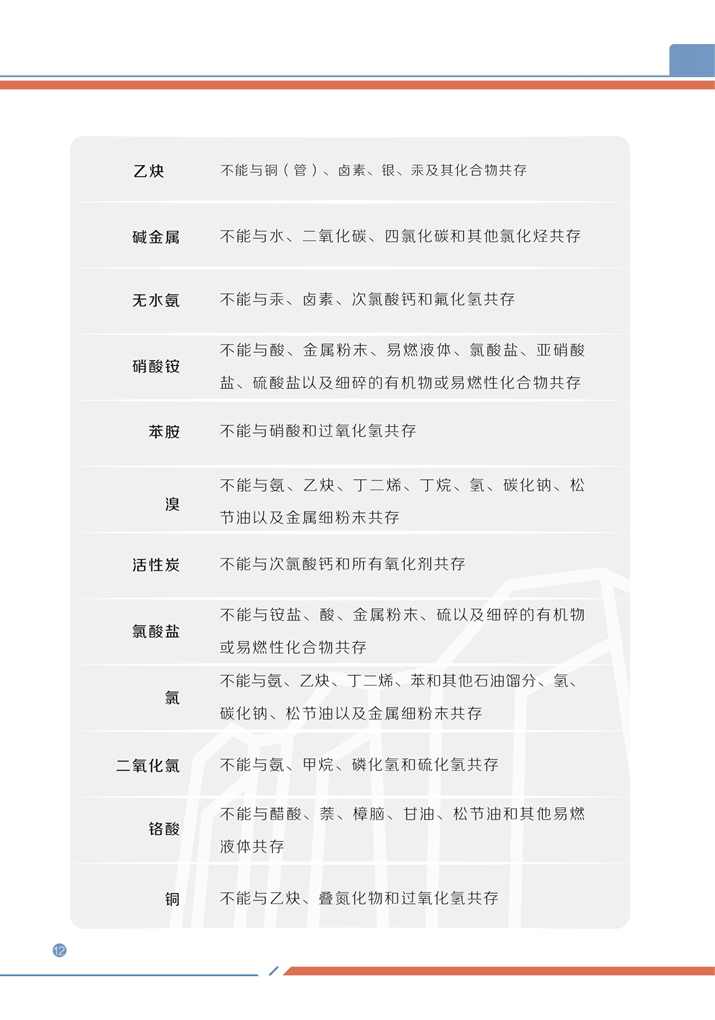 乙炔 不能与铜（管）、卤素、银、汞及其化合物共存
碱金属 不能与水、二氧化碳、四氯化碳和其他氯化烃共存
无水氨 不能与汞、卤素、次氯酸钙和氟化氢共存
硝酸铵 不能与酸、金属粉末、易燃液体、氯酸盐、亚硝酸
盐、硫酸盐以及细碎的有机物或易燃性化合物共存
苯胺 不能与硝酸和过氧化氢共存
溴 不能与氨、乙炔、丁二烯、丁烷、氢、碳化钠、松
节油以及金属细粉末共存
活性炭 不能与次氯酸钙和所有氧化剂共存
氯酸盐 不能与铵盐、酸、金属粉末、硫以及细碎的有机物
或易燃性化合物共存
氯 不能与氨、乙炔、丁二烯、苯和其他石油馏分、氢、
碳化钠、松节油以及金属细粉末共存
二氧化氯 不能与氨、甲烷、磷化氢和硫化氢共存
铬酸 不能与醋酸、萘、樟脑、甘油、松节油和其他易燃
液体共存
铜 不能与乙炔、叠氮化物和过氧化氢共存
12